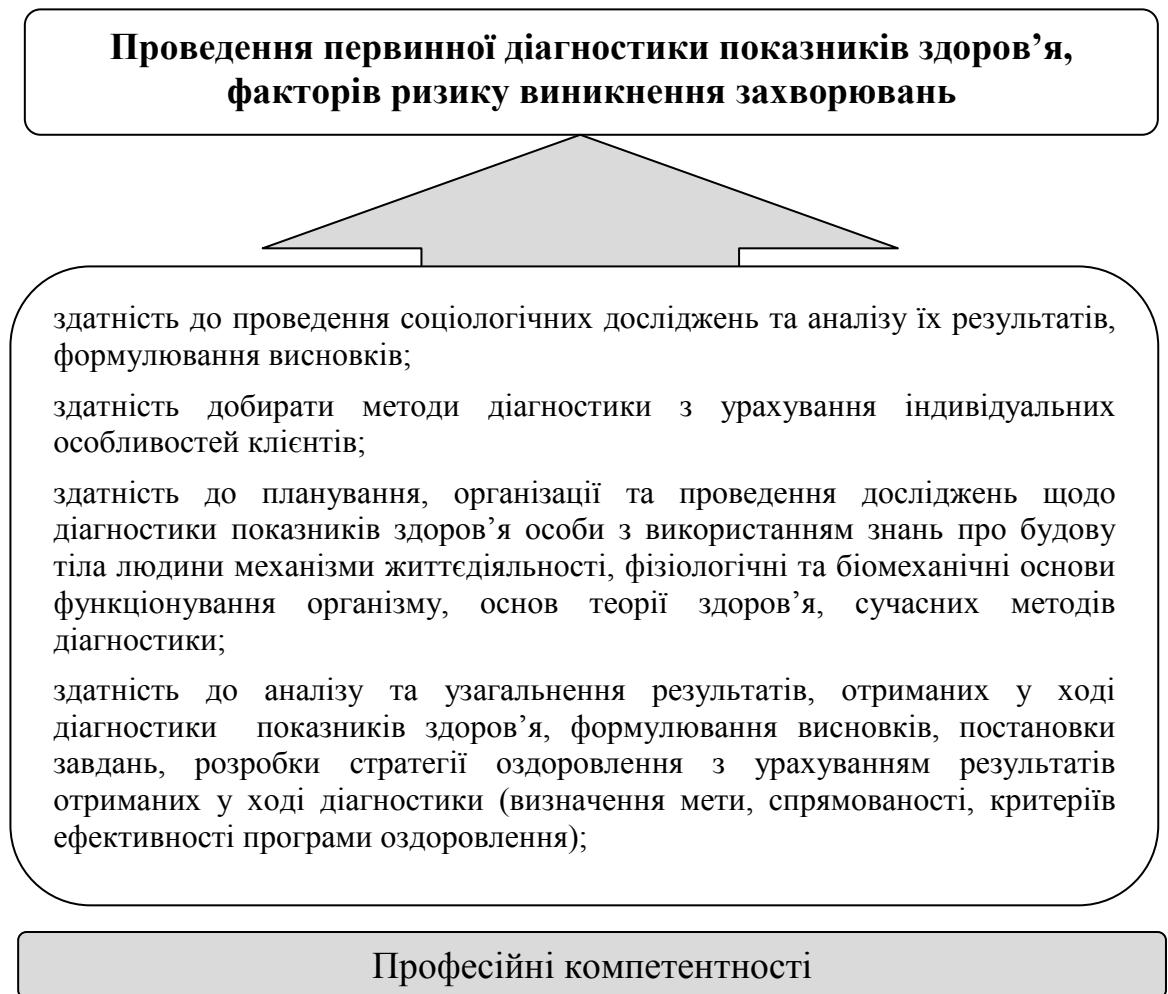 Проведення первинної діагностики показників здоров’я,
факторів ризику виникнення захворювань
здатність до проведення соціологічних досліджень та аналізу їх результатів,
формулювання висновків;
здатність добирати методи діагностики з урахування індивідуальних
особливостей клієнтів;
здатність до планування, організації та проведення досліджень щодо
діагностики показників здоров’я особи з використанням знань про будову
тіла людини механізми життєдіяльності, фізіологічні та біомеханічні основи
функціонування організму, основ теорії здоров’я, сучасних методів
діагностики;
здатність до аналізу та узагальнення результатів, отриманих у ході
діагностики показників здоров’я, формулювання висновків, постановки
завдань, розробки стратегії оздоровлення з урахуванням результатів
отриманих у ході діагностики (визначення мети, спрямованості, критеріїв
ефективності програми оздоровлення);
Професійні компетентності